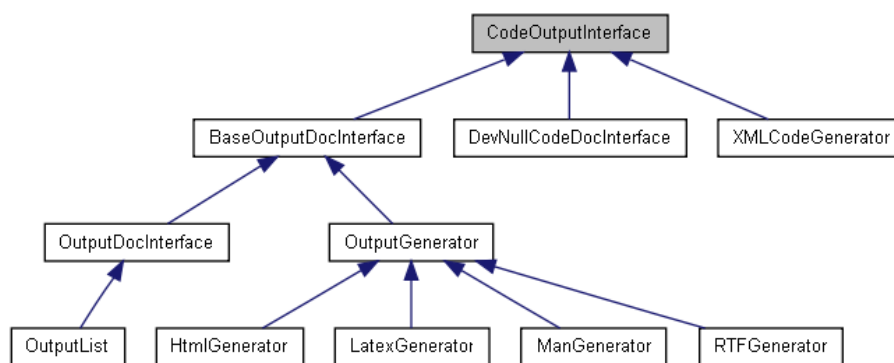 CodeOutputInterface
BaseOutputDocInterface
DevNullCodeDocInterface
XMLCodeGenerator
OutputDocInterface
OutputGenerator
OutputList
HtmlGenerator
LatexGenerator
ManGenerator
RTFGenerator